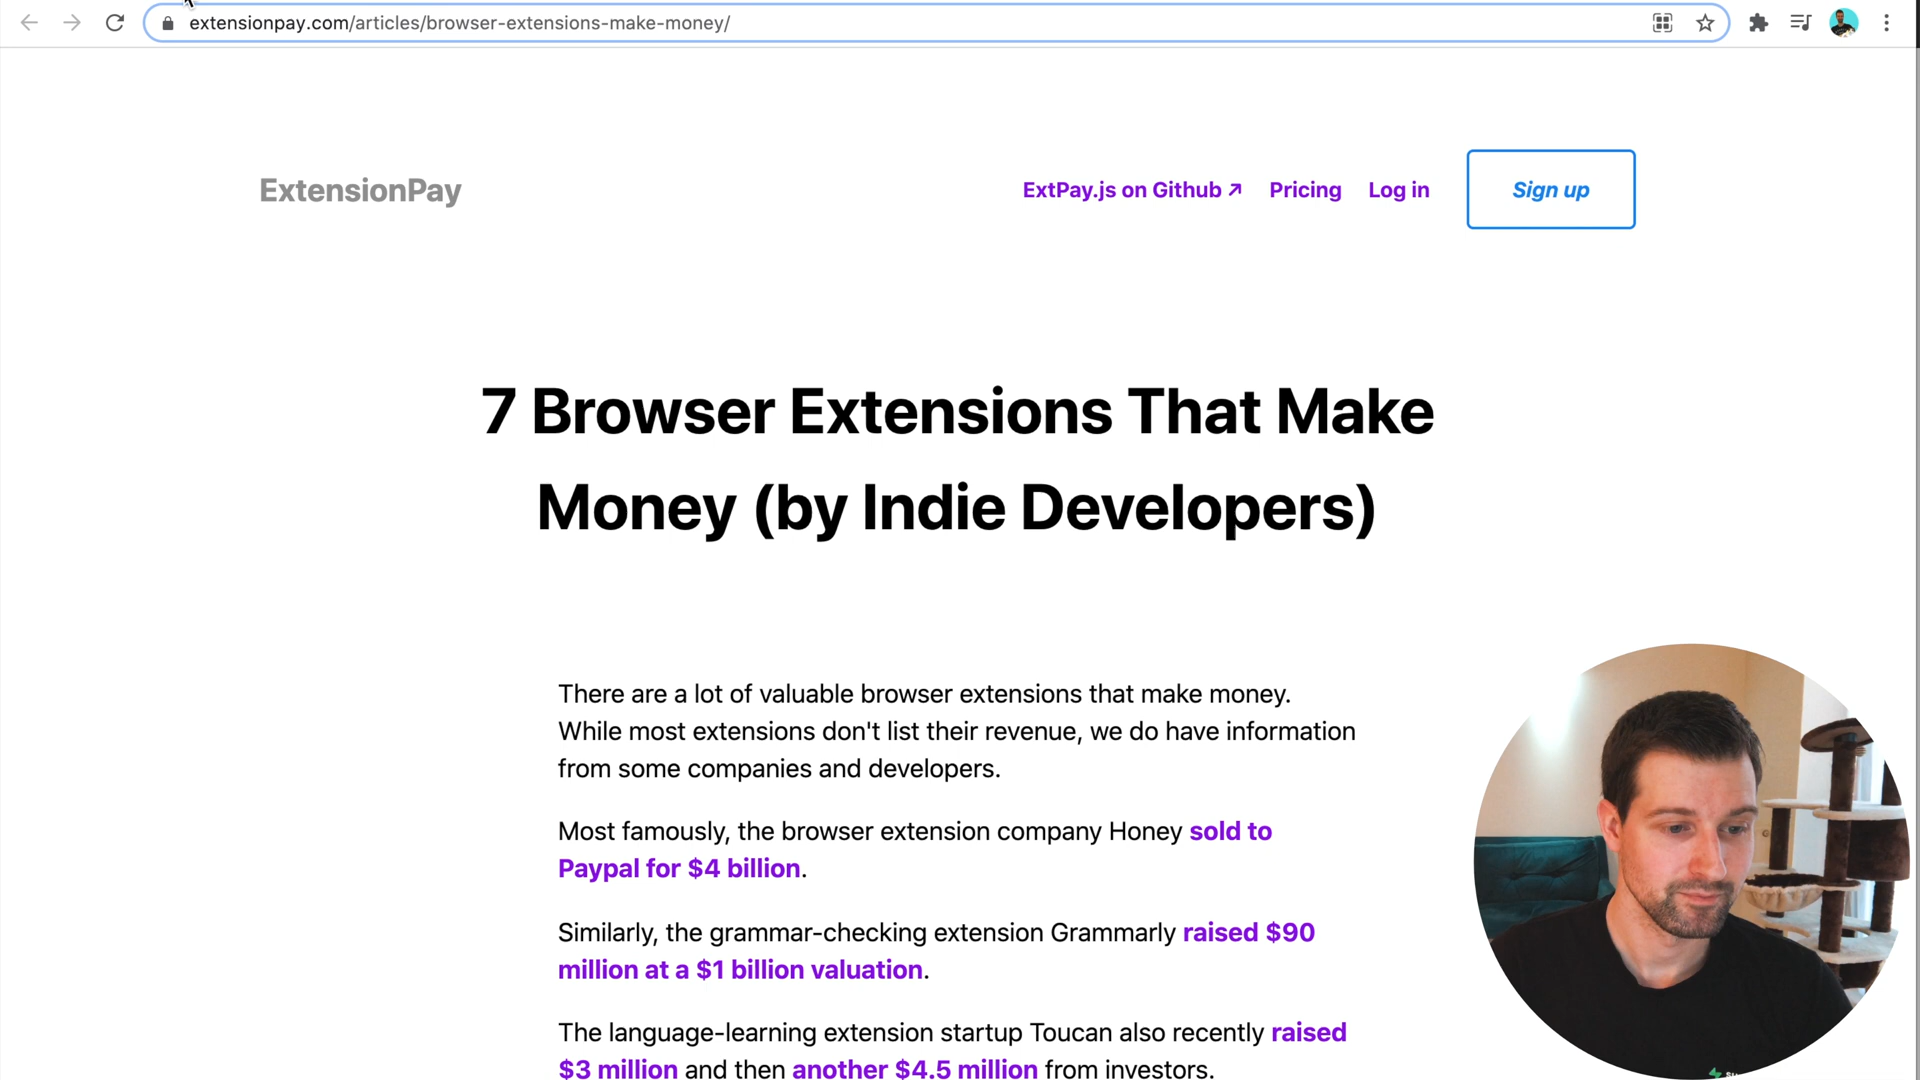 extensionpay.com/articles/browser-extensions-make-money/
ExtensionPay
ExtPay.js on Github ↗ Pricing Log in Sign up
7 Browser Extensions That Make
Money (by Indie Developers)
There are a lot of valuable browser extensions that make money.
While most extensions don't list their revenue, we do have information
from some companies and developers.
Most famously, the browser extension company Honey sold to
Paypal for $4 billion.
Similarly, the grammar-checking extension Grammarly raised $90
million at a $1 billion valuation.
The language-learning extension startup Toucan also recently raised
$3 million and then another $4.5 million from investors.